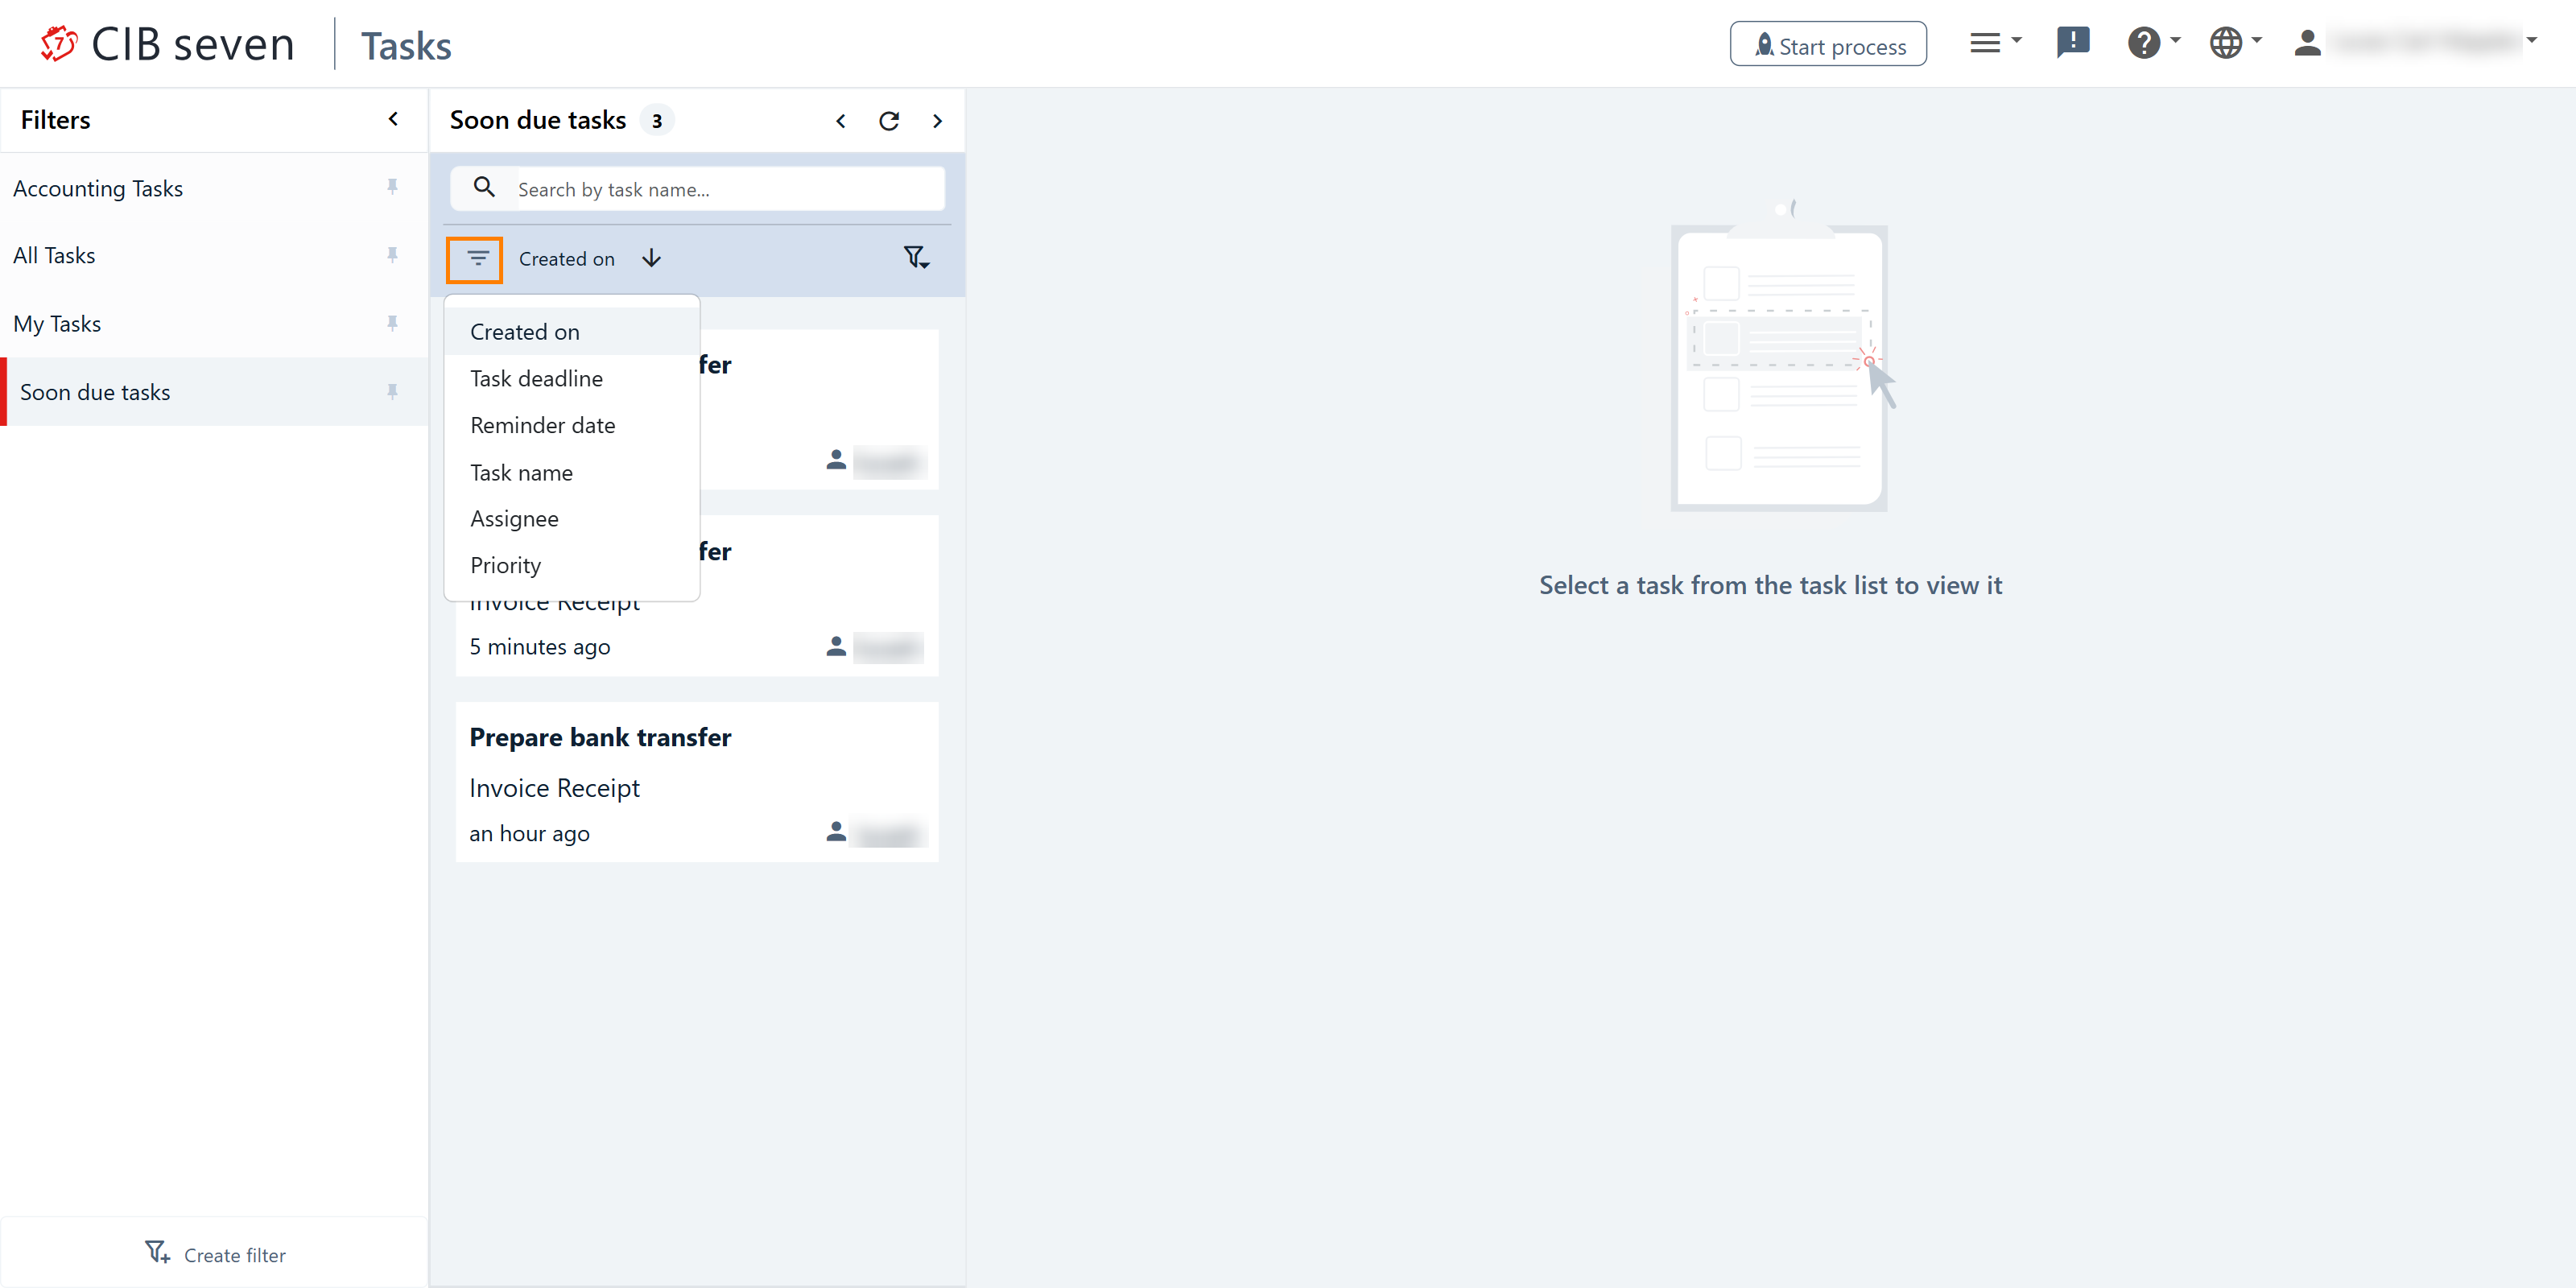 CIB seven
Tasks
Start process
Filters
Accounting Tasks
All Tasks
My Tasks
Soon due tasks
Create filter
Soon due tasks 3
Search by task name...
Created on
Created on
Task deadline
Reminder date
Task name
Assignee
Priority
fer
fer
Invoice Receipt
5 minutes ago
Prepare bank transfer
Invoice Receipt
an hour ago
Select a task from the task list to view it